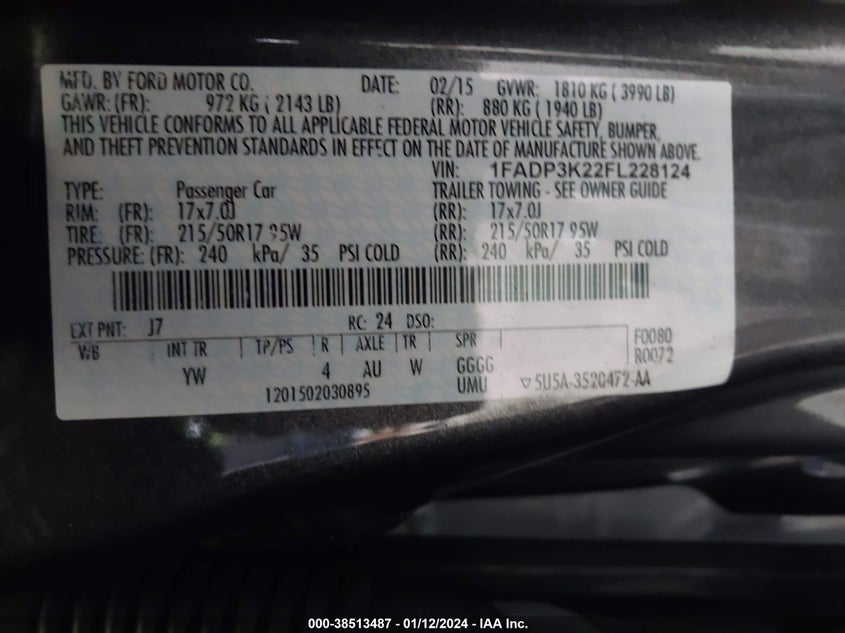 MFD. BY FORD MOTOR CO. DATE: 02/15 GVWR: 1810 KG ( 3990 LB)
GAWR: (FR): 972 KG ( 2143 LB) (RR): 880 KG ( 1940 LB)
THIS VEHICLE CONFORMS TO ALL APPLICABLE FEDERAL MOTOR VEHICLE SAFETY, BUMPER,
AND THEFT PREVENTION STANDARDS IN EFFECT ON THE DATE OF MANUFACTURE SHOWN ABOVE.
VIN: 1FADP3K22FL228124
TYPE: Passenger Car TRAILER TOWING - SEE OWNER GUIDE
RIM: (FR): 17x7.0J (RR): 17x7.0J
TIRE: (FR): 215/50R17 95W (RR): 215/50R17 95W
PRESSURE: (FR): 240 kPa/ 35 PSI COLD (RR): 240 kPa/ 35 PSI COLD
EXT PNT: J7 RC: 24 DSO: F0080
WB INT TR TP/PS R AXLE TR SPR R0072
YW 4 AU W GGGG
1201502030895 UMU ▽5U5A-3520472-AA
000-38513487 - 01/12/2024 - IAA Inc.